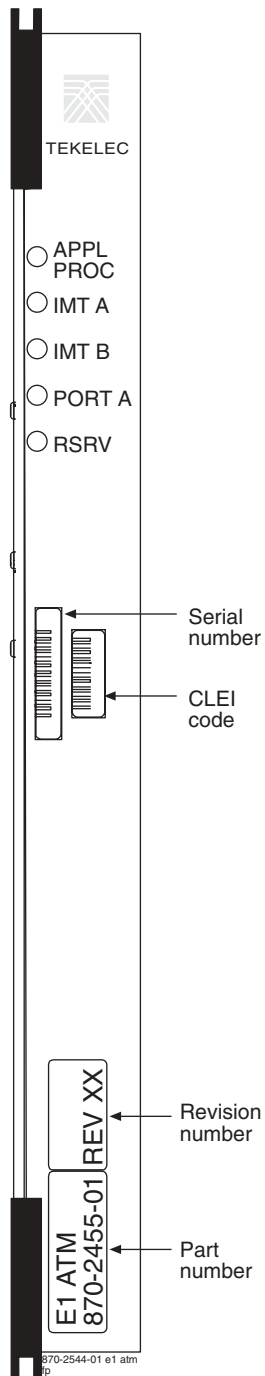 TEKELEC
APPL
PROC
IMT A
IMT B
PORT A
RSRV
Serial
number
CLEI
code
REV XX
Revision
number
E1 ATM
870-2455-01
Part
number
870-2544-01 e1 atm
fp